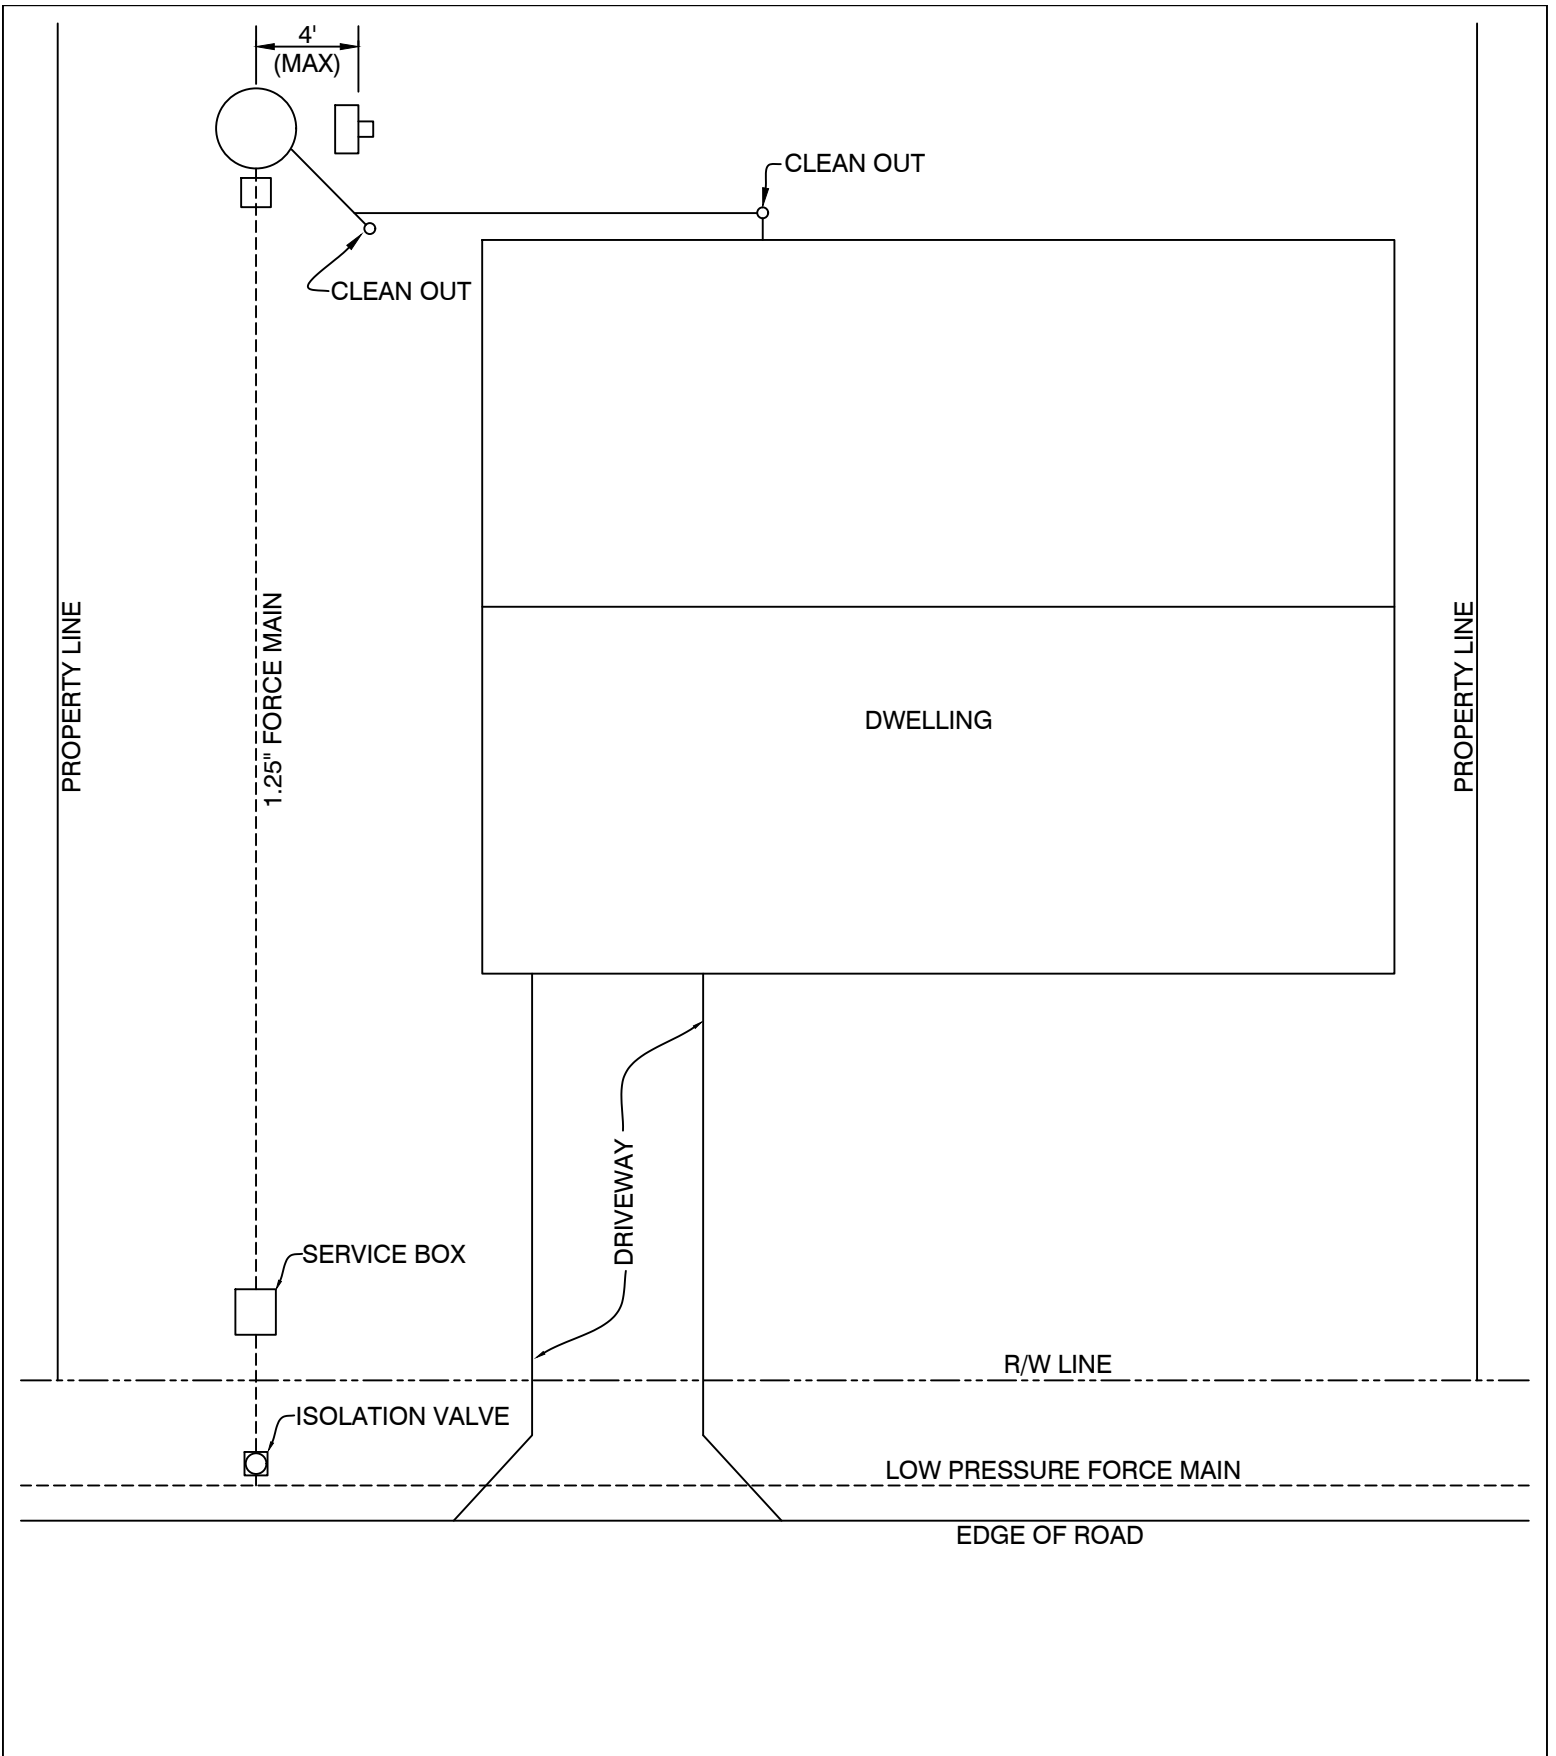 4'
(MAX)
CLEAN OUT
CLEAN OUT
PROPERTY LINE
1.25" FORCE MAIN
PROPERTY LINE
DWELLING
DRIVEWAY
SERVICE BOX
R/W LINE
ISOLATION VALVE
LOW PRESSURE FORCE MAIN
EDGE OF ROAD